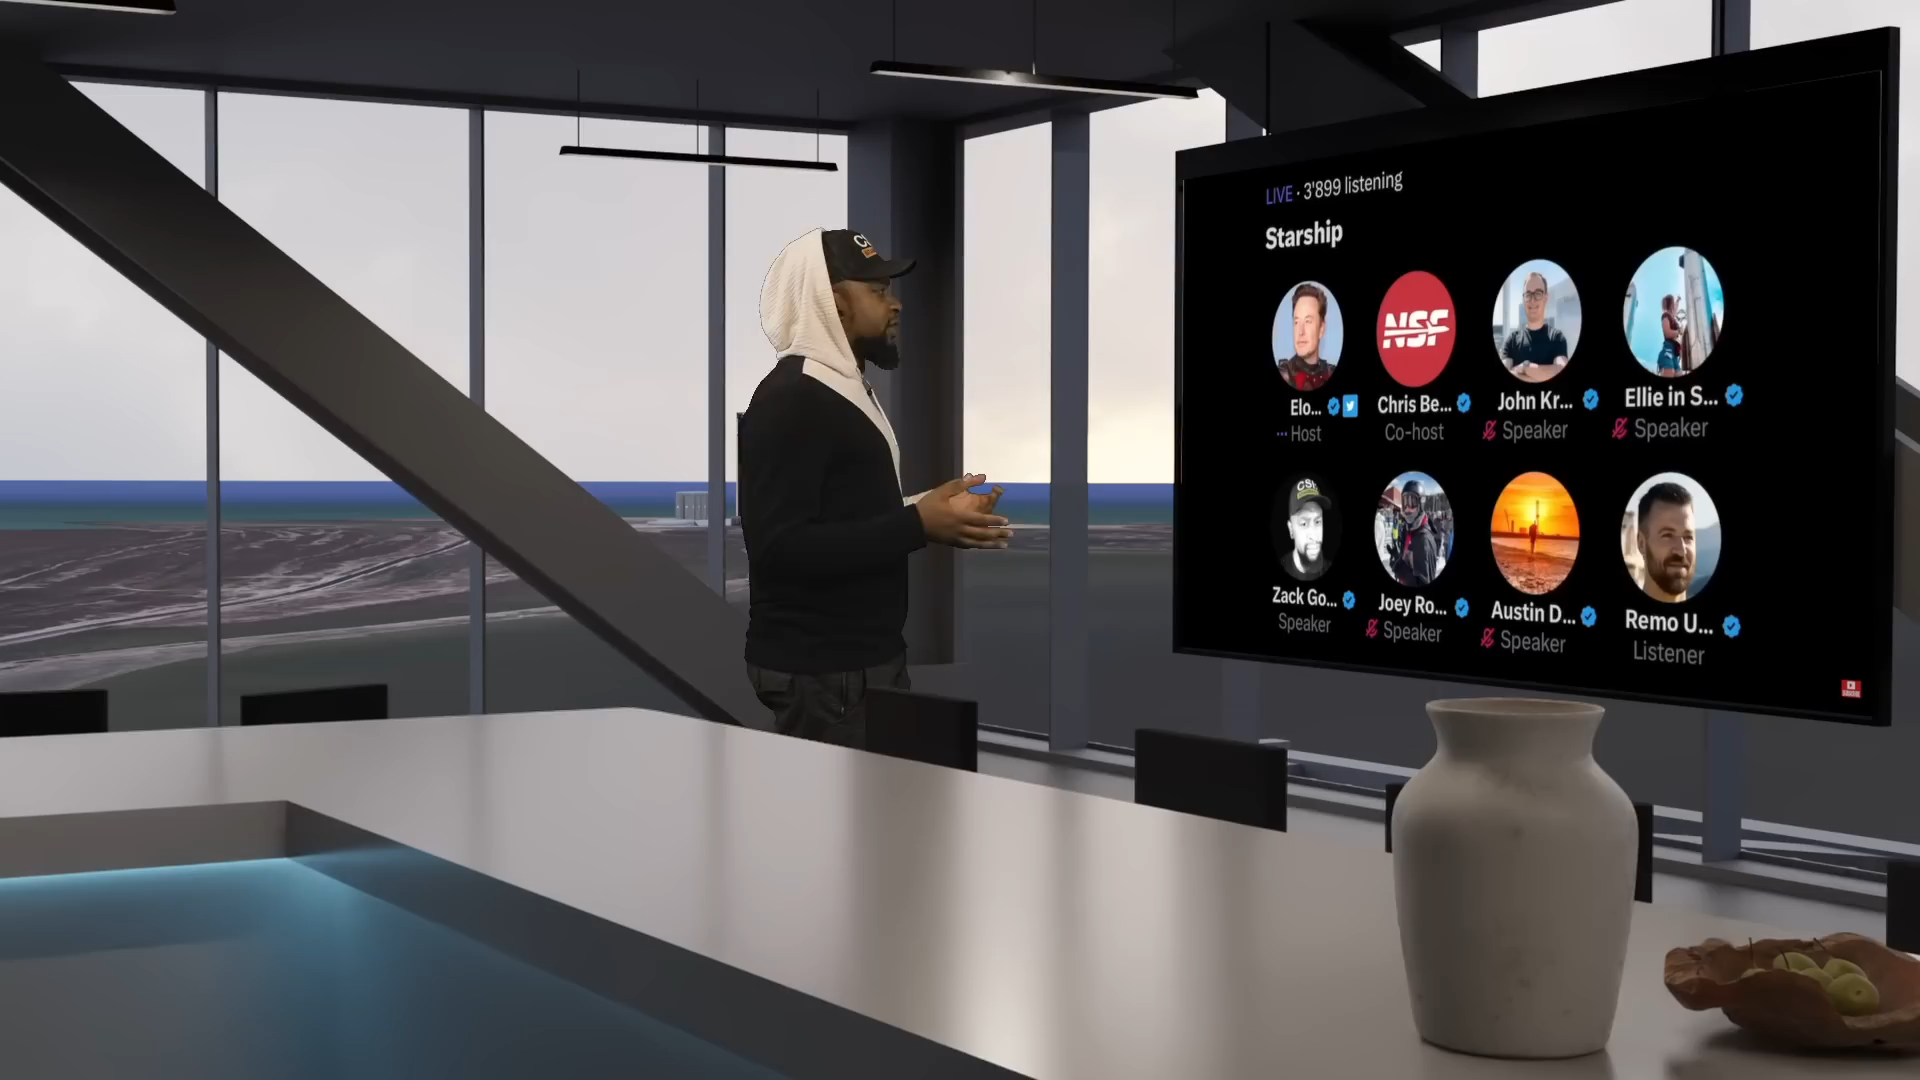 LIVE · 3'899 listening
Starship
NSF
Elo...
Chris Be...
John Kr...
Ellie in S...
Host
Co-host
Speaker
Speaker
CSI
Zack Go...
Joey Ro...
Austin D...
Remo U...
Speaker
Speaker
Speaker
Listener